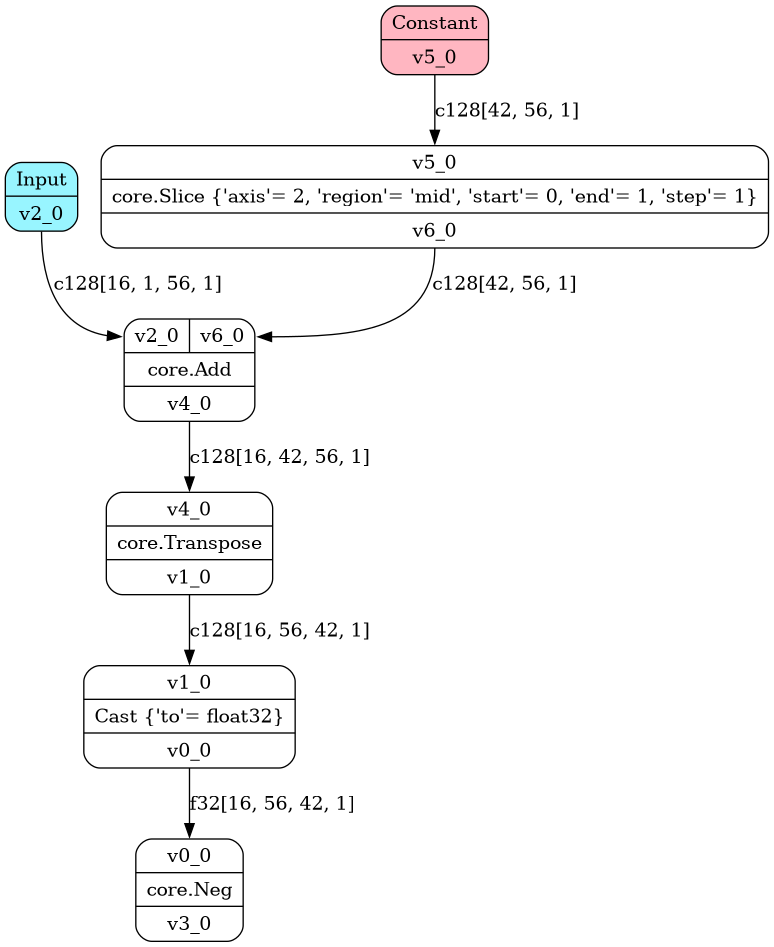 Constant
v5_0
c128[42, 56, 1]
v5_0
core.Slice {'axis'= 2, 'region'= 'mid', 'start'= 0, 'end'= 1, 'step'= 1}
v6_0
Input
v2_0
c128[16, 1, 56, 1]
c128[42, 56, 1]
v2_0 v6_0
core.Add
v4_0
c128[16, 42, 56, 1]
v4_0
core.Transpose
v1_0
c128[16, 56, 42, 1]
v1_0
Cast {'to'= float32}
v0_0
f32[16, 56, 42, 1]
v0_0
core.Neg
v3_0